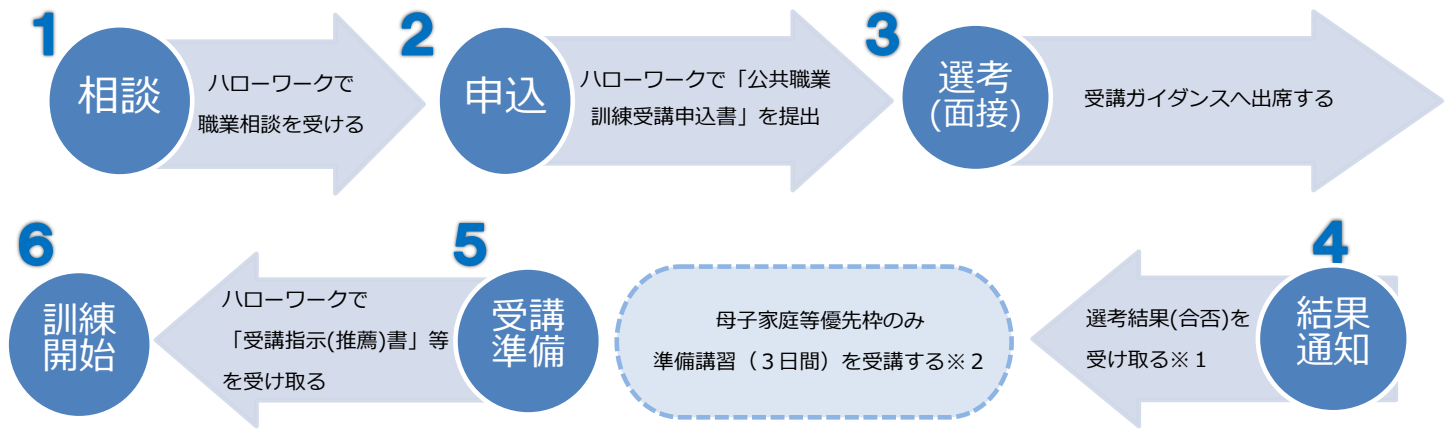 1
相談
ハローワークで
職業相談を受ける
2
申込
ハローワークで「公共職業
訓練受講申込書」を提出
3
選考
(面接)
受講ガイダンスへ出席する
4
結果
通知
選考結果(合否)を
受け取る※１
母子家庭等優先枠のみ
準備講習（３日間）を受講する※２
5
受講
準備
ハローワークで
「受講指示(推薦)書」等
を受け取る
6
訓練
開始